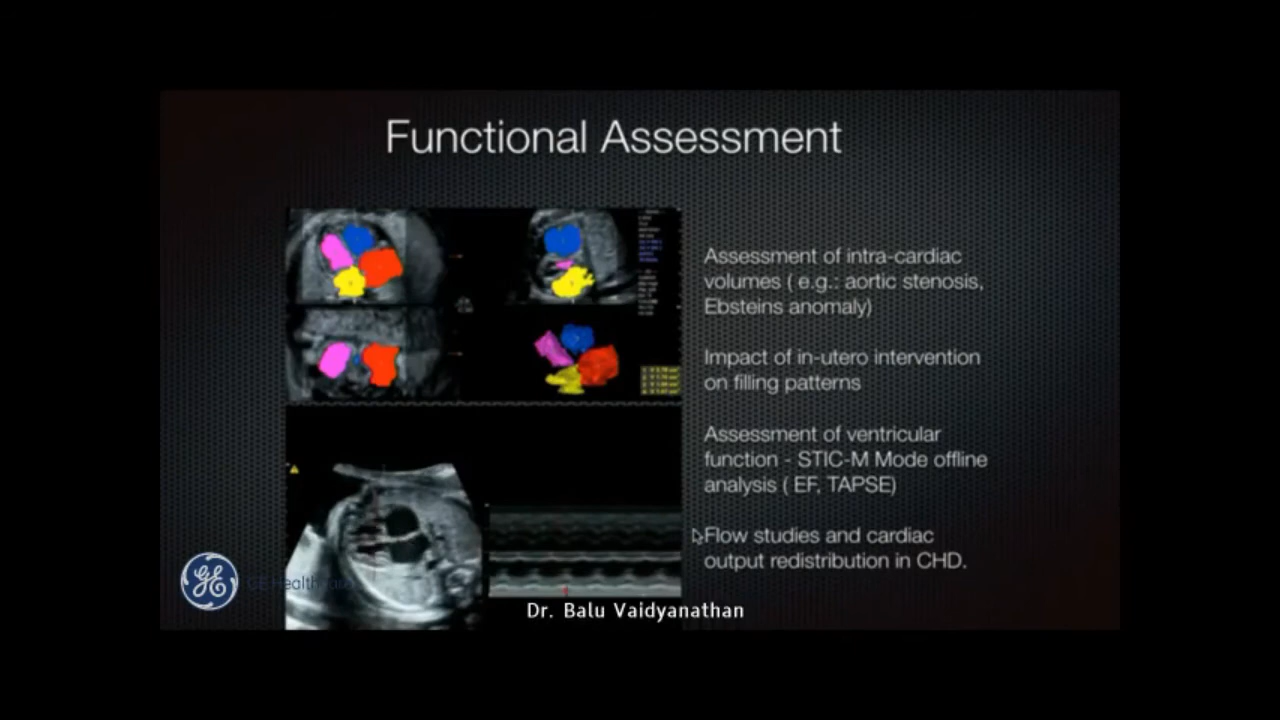 Functional Assessment
Assessment of intra-cardiac
volumes ( e.g.: aortic stenosis,
Ebsteins anomaly)
Impact of in-utero intervention
on filling patterns
Assessment of ventricular
function - STIC-M Mode offline
analysis ( EF, TAPSE)
Flow studies and cardiac
output redistribution in CHD.
GE Healthcare
Dr. Balu Vaidyanathan